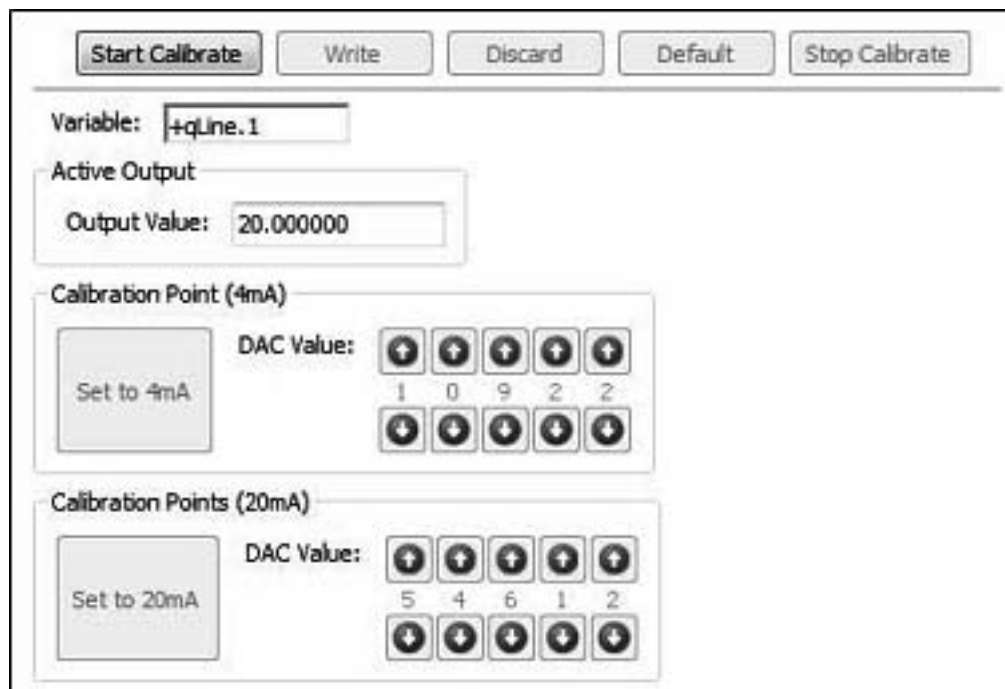 Start Calibrate Write Discard Default Stop Calibrate
Variable: +qLine.1
Active Output
Output Value: 20.000000
Calibration Point (4mA)
DAC Value:
Set to 4mA
1 0 9 2 2
Calibration Points (20mA)
DAC Value:
Set to 20mA
5 4 6 1 2